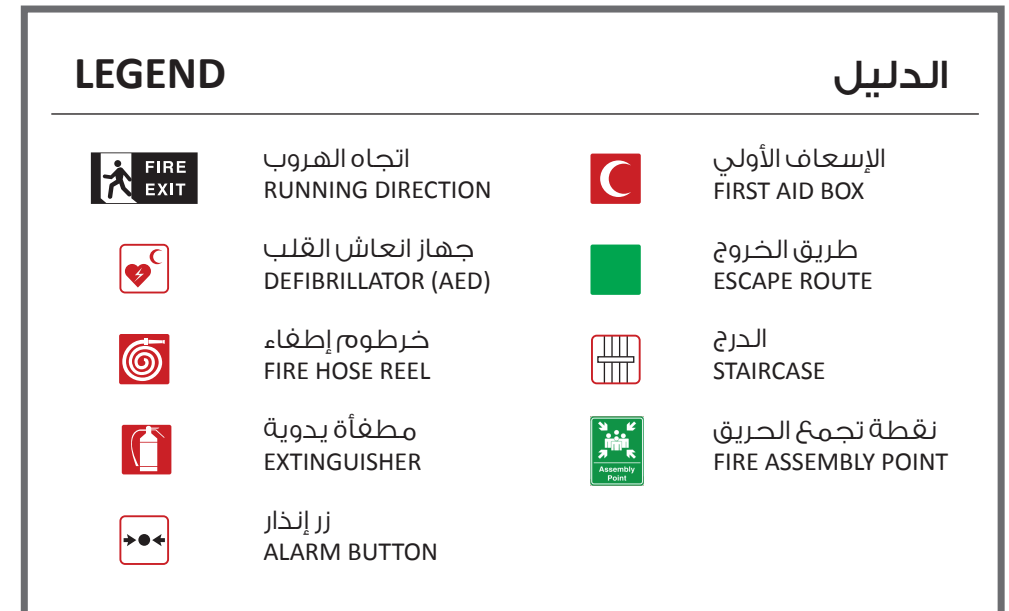 LEGEND
الدليل
FIRE
EXIT
اتجاه الهروب
RUNNING DIRECTION
جهاز انعاش القلب
DEFIBRILLATOR (AED)
خرطوم إطفاء
FIRE HOSE REEL
مطفأة يدوية
EXTINGUISHER
زر إنذار
ALARM BUTTON
الإسعاف الأولي
FIRST AID BOX
طريق الخروج
ESCAPE ROUTE
الدرج
STAIRCASE
Assembly
Point
نقطة تجمع الحريق
FIRE ASSEMBLY POINT